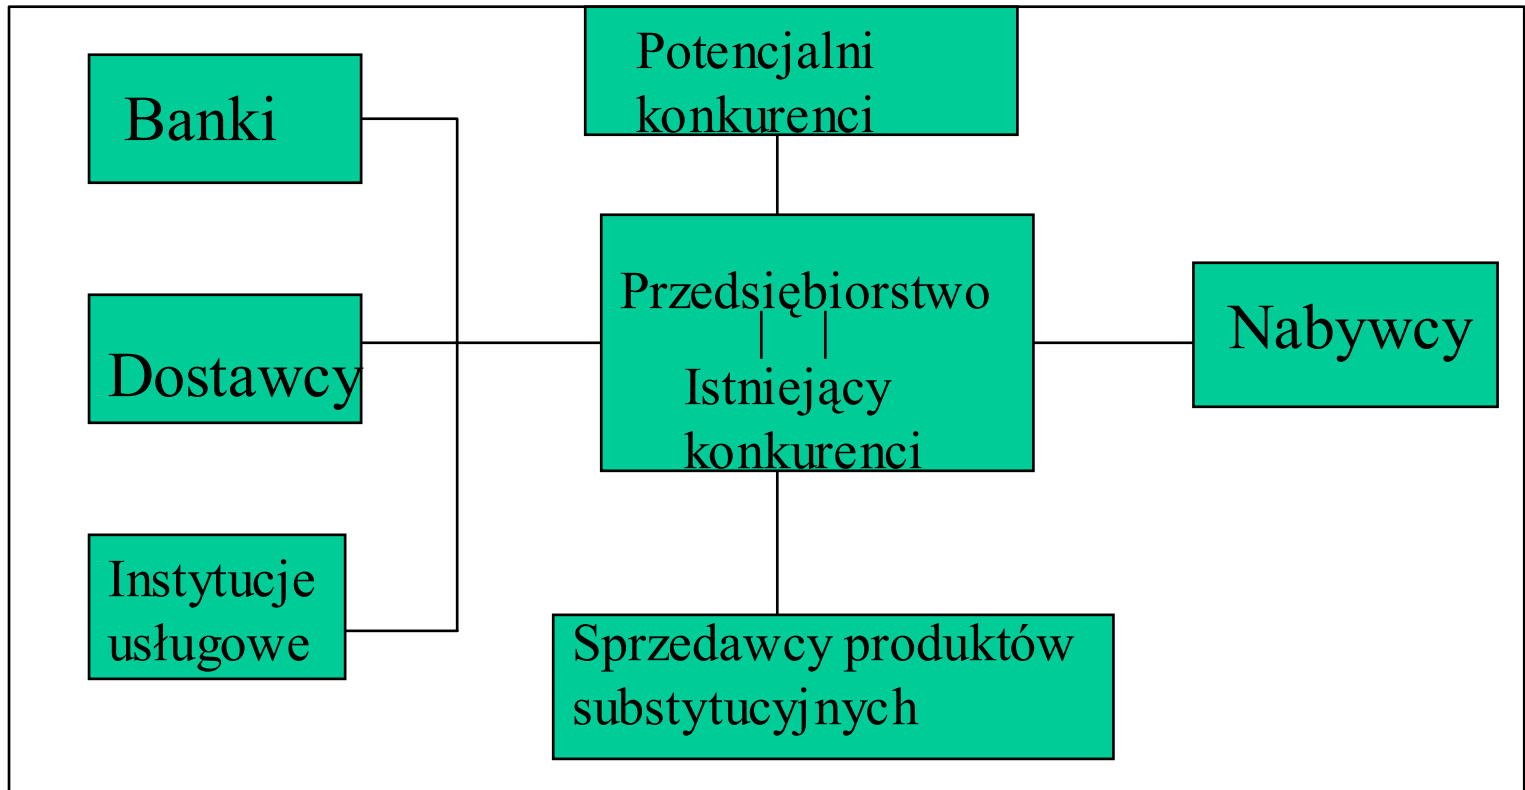 Potencjalni
konkurenci
Banki
Przedsiębiorstwo
Istniejący
konkurenci
Nabywcy
Dostawcy
Instytucje
usługowe
Sprzedawcy produktów
substytucyjnych